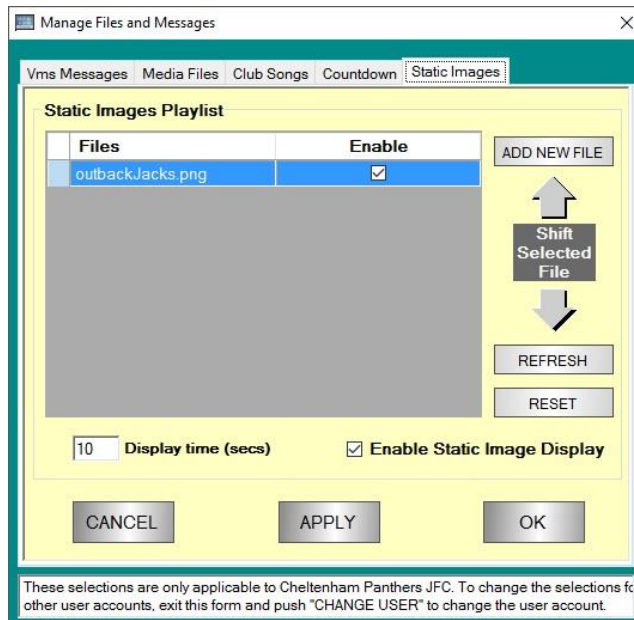 Manage Files and Messages
Vms Messages Media Files Club Songs Countdown Static Images
Static Images Playlist
Files Enable
outbackJacks.png
ADD NEW FILE
Shift
Selected
File
REFRESH
RESET
10 Display time (secs)
Enable Static Image Display
CANCEL APPLY OK
These selections are only applicable to Cheltenham Panthers JFC. To change the selections fo
other user accounts, exit this form and push "CHANGE USER" to change the user account.